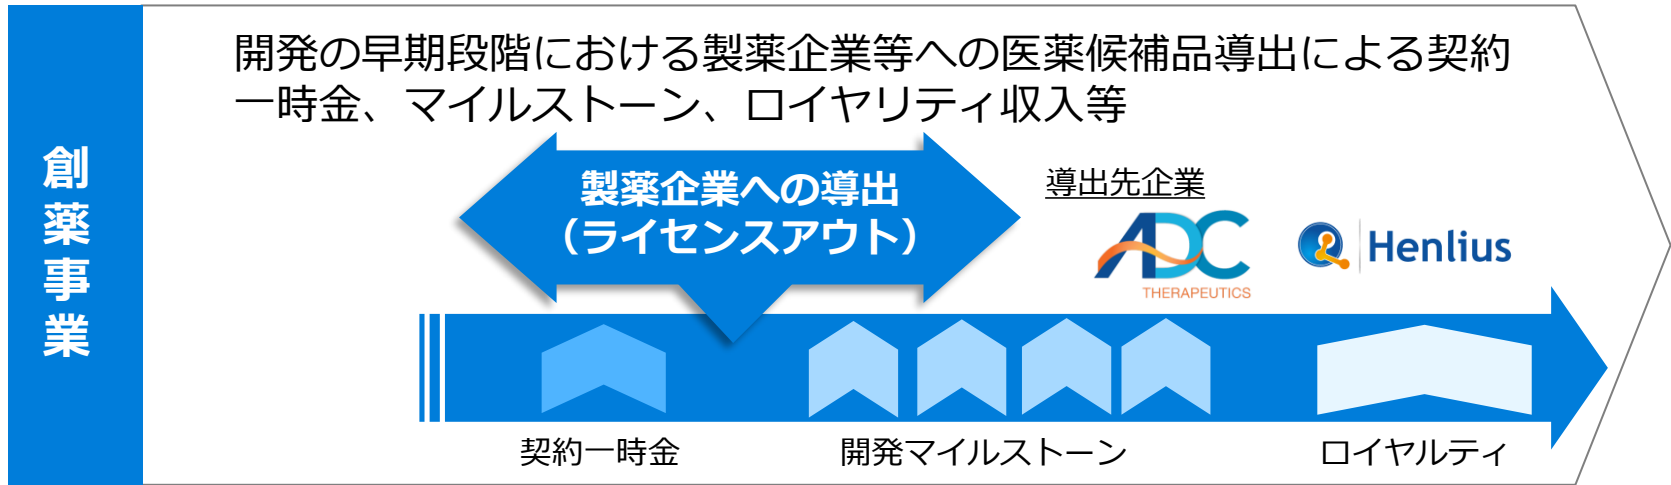 創薬事業
開発の早期段階における製薬企業等への医薬候補品導出による契約
一時金、マイルストーン、ロイヤリティ収入等
製薬企業への導出
（ライセンスアウト）
導出先企業
ADC
THERAPEUTICS
Henlius
契約一時金
開発マイルストーン
ロイヤルティ